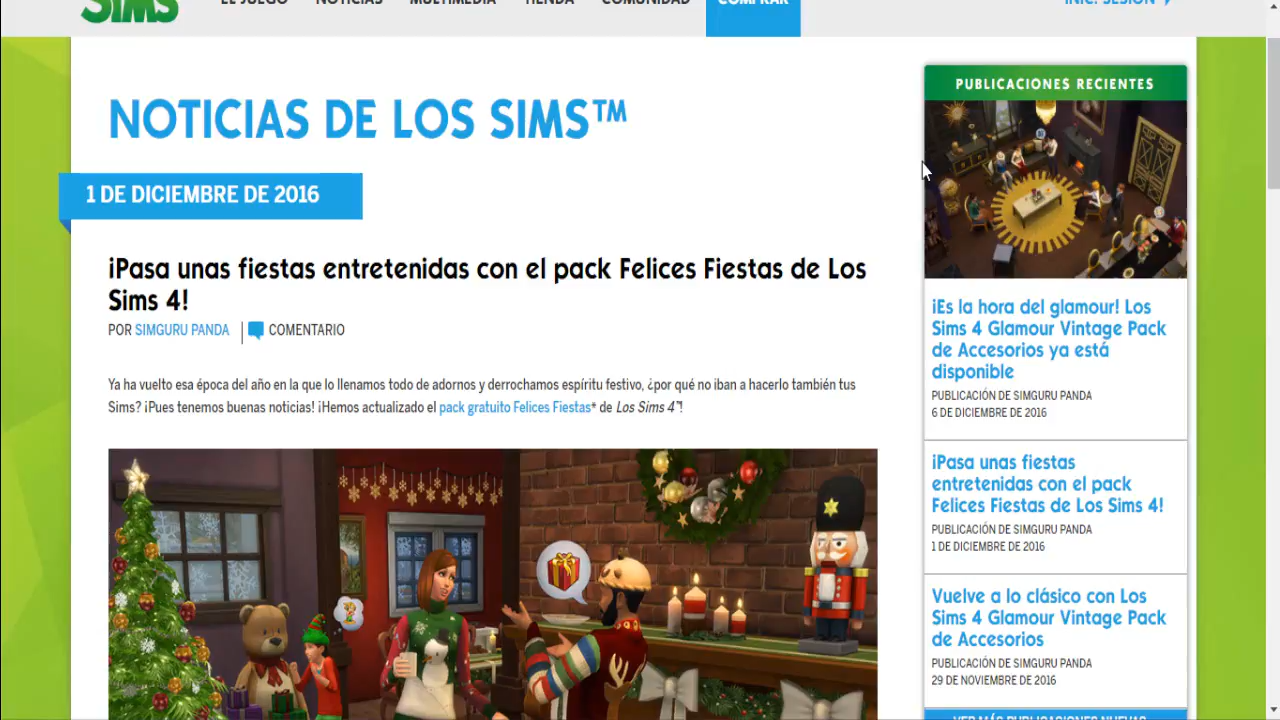 SIMS
EL JUEGO NOTICIAS MULTIMEDIA TIENDA COMUNIDAD COMPRAR INIC. SESIÓN
NOTICIAS DE LOS SIMS™
1 DE DICIEMBRE DE 2016
¡Pasa unas fiestas entretenidas con el pack Felices Fiestas de Los
Sims 4!
POR SIMGURU PANDA | COMENTARIO
Ya ha vuelto esa época del año en la que lo llenamos todo de adornos y derrochamos espíritu festivo, ¿por qué no iban a hacerlo también tus
Sims? ¡Pues tenemos buenas noticias! ¡Hemos actualizado el pack gratuito Felices Fiestas* de Los Sims 4™!
PUBLICACIONES RECIENTES
¡Es la hora del glamour! Los
Sims 4 Glamour Vintage Pack
de Accesorios ya está
disponible
PUBLICACIÓN DE SIMGURU PANDA
6 DE DICIEMBRE DE 2016
¡Pasa unas fiestas
entretenidas con el pack
Felices Fiestas de Los Sims 4!
PUBLICACIÓN DE SIMGURU PANDA
1 DE DICIEMBRE DE 2016
Vuelve a lo clásico con Los
Sims 4 Glamour Vintage Pack
de Accesorios
PUBLICACIÓN DE SIMGURU PANDA
29 DE NOVIEMBRE DE 2016
VER MÁS PUBLICACIONES NUEVAS